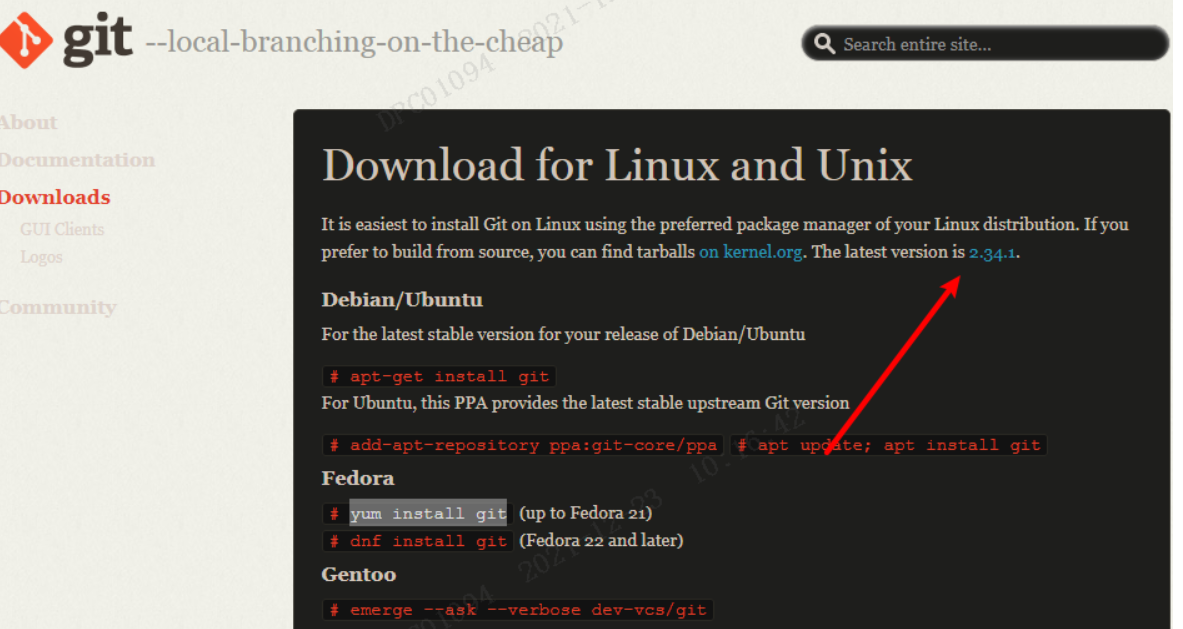 git --local-branching-on-the-cheap
Search entire site...
About
Documentation
Downloads
GUI Clients
Logos
Community
Download for Linux and Unix
It is easiest to install Git on Linux using the preferred package manager of your Linux distribution. If you
prefer to build from source, you can find tarballs on kernel.org. The latest version is 2.34.1.
Debian/Ubuntu
For the latest stable version for your release of Debian/Ubuntu
# apt-get install git
For Ubuntu, this PPA provides the latest stable upstream Git version
# add-apt-repository ppa:git-core/ppa # apt update; apt install git
Fedora
# yum install git (up to Fedora 21)
# dnf install git (Fedora 22 and later)
Gentoo
# emerge --ask --verbose dev-vcs/git